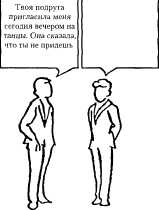 Твоя подруга
пригласила меня
сегодня вечером на
танцы. Она сказала,
что ты не придешь